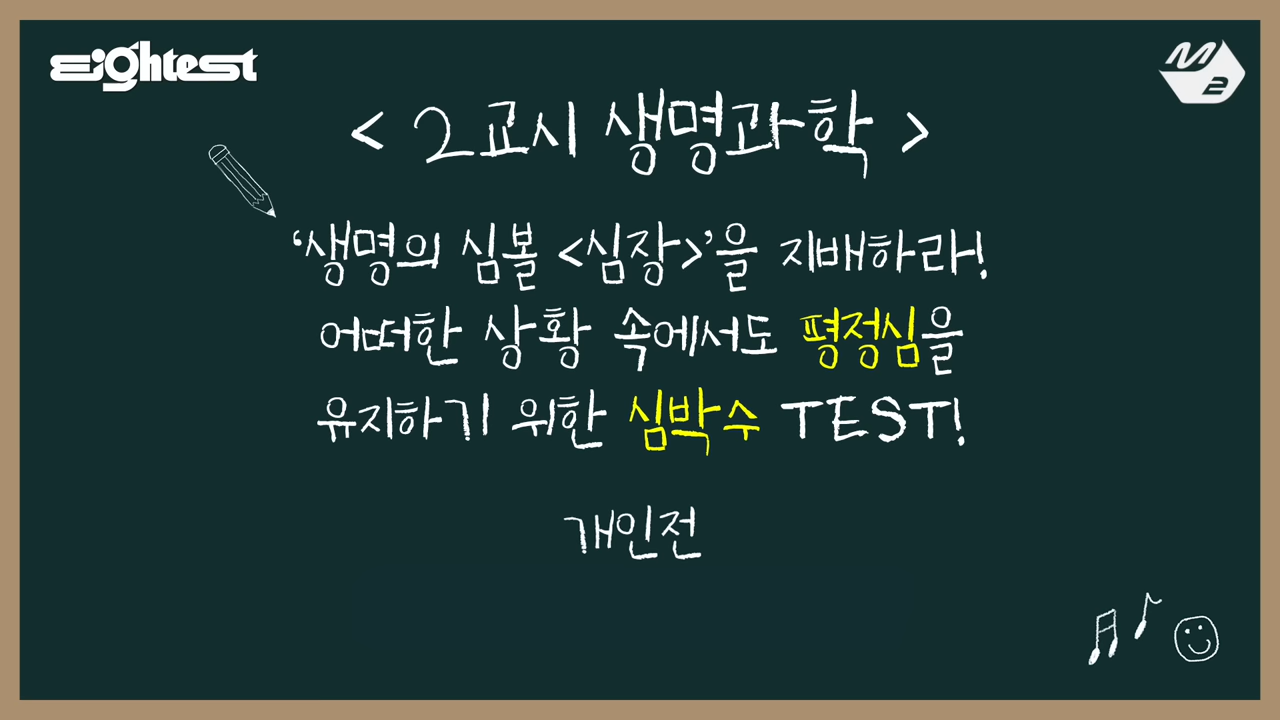 eightest
M2
< 2교시 생명과학 >
‘생명의 심볼 <심장>’을 지배하라!
어떠한 상황 속에서도 평정심을
유지하기 위한 심박수 TEST!
개인전